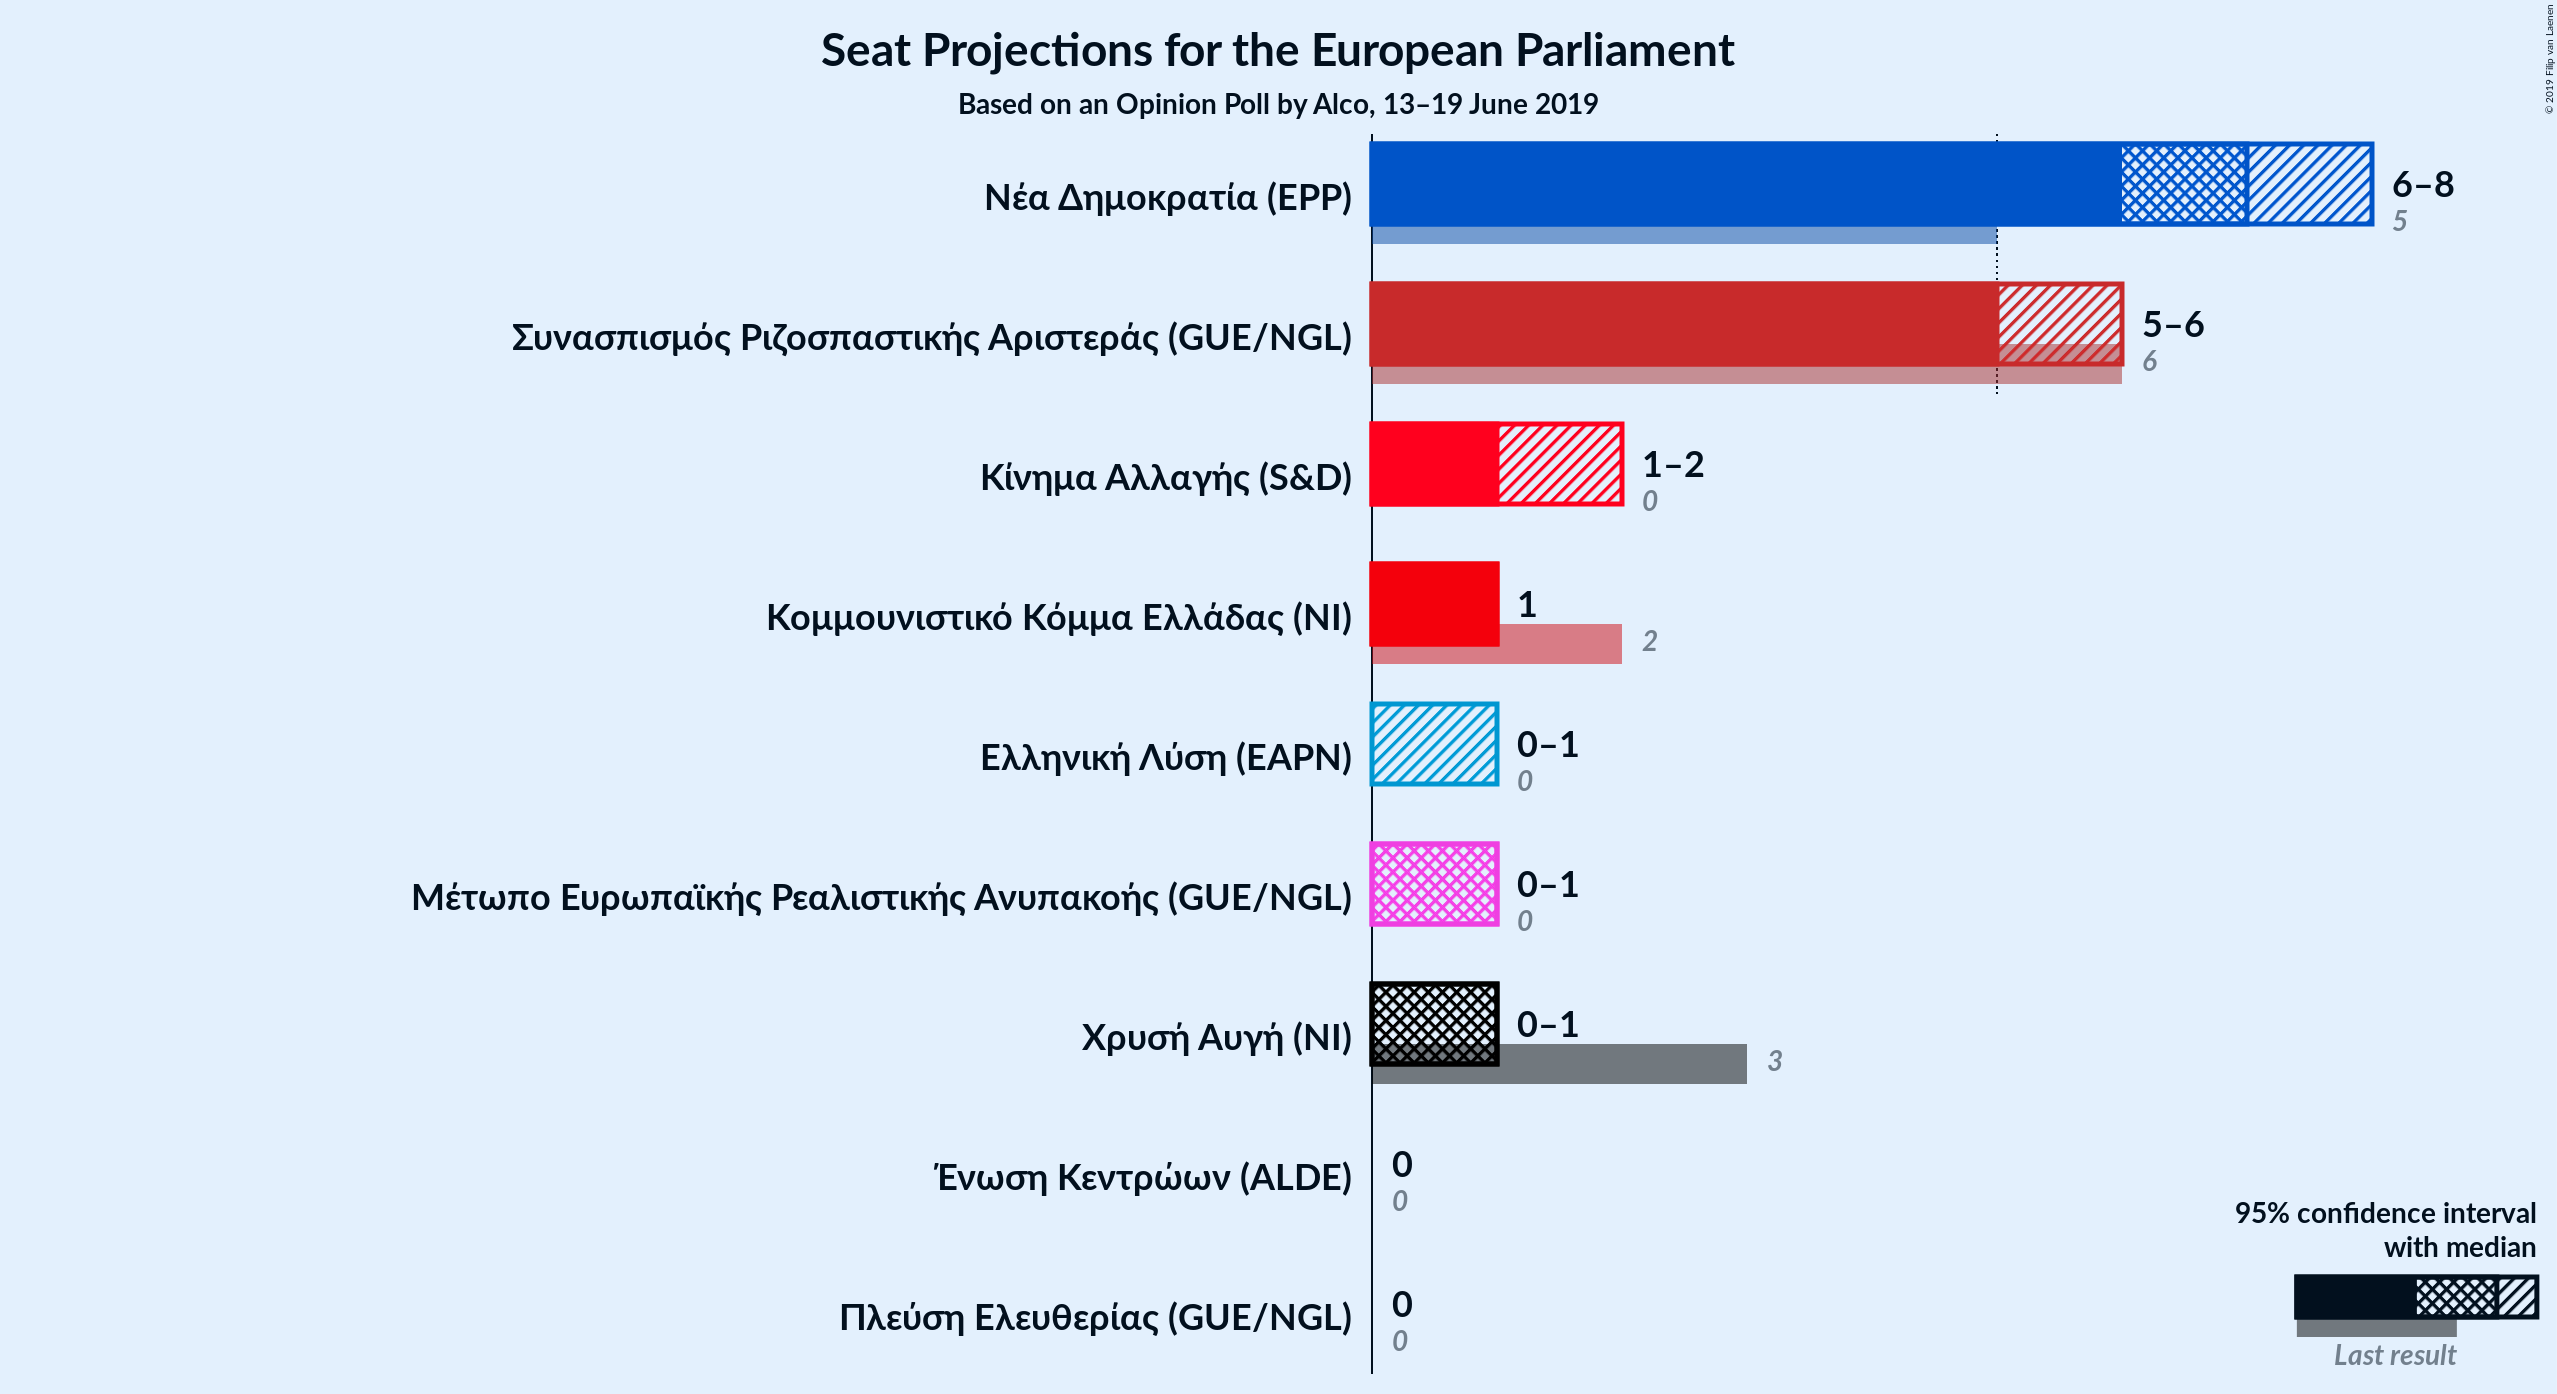 Seat Projections for the European Parliament
Based on an Opinion Poll by Alco, 13–19 June 2019
© 2019 Filip van Laenen
Νέα Δημοκρατία (EPP)
6–8
5
Συνασπισμός Ριζοσπαστικής Αριστεράς (GUE/NGL)
5–6
6
Κίνημα Αλλαγής (S&D)
1–2
0
Κομμουνιστικό Κόμμα Ελλάδας (NI)
1
2
Ελληνική Λύση (EAPN)
0–1
0
Μέτωπο Ευρωπαϊκής Ρεαλιστικής Ανυπακοής (GUE/NGL)
0–1
0
Χρυσή Αυγή (NI)
0–1
3
Ένωση Κεντρώων (ALDE)
0
0
Πλεύση Ελευθερίας (GUE/NGL)
0
0
95% confidence interval
with median
Last result